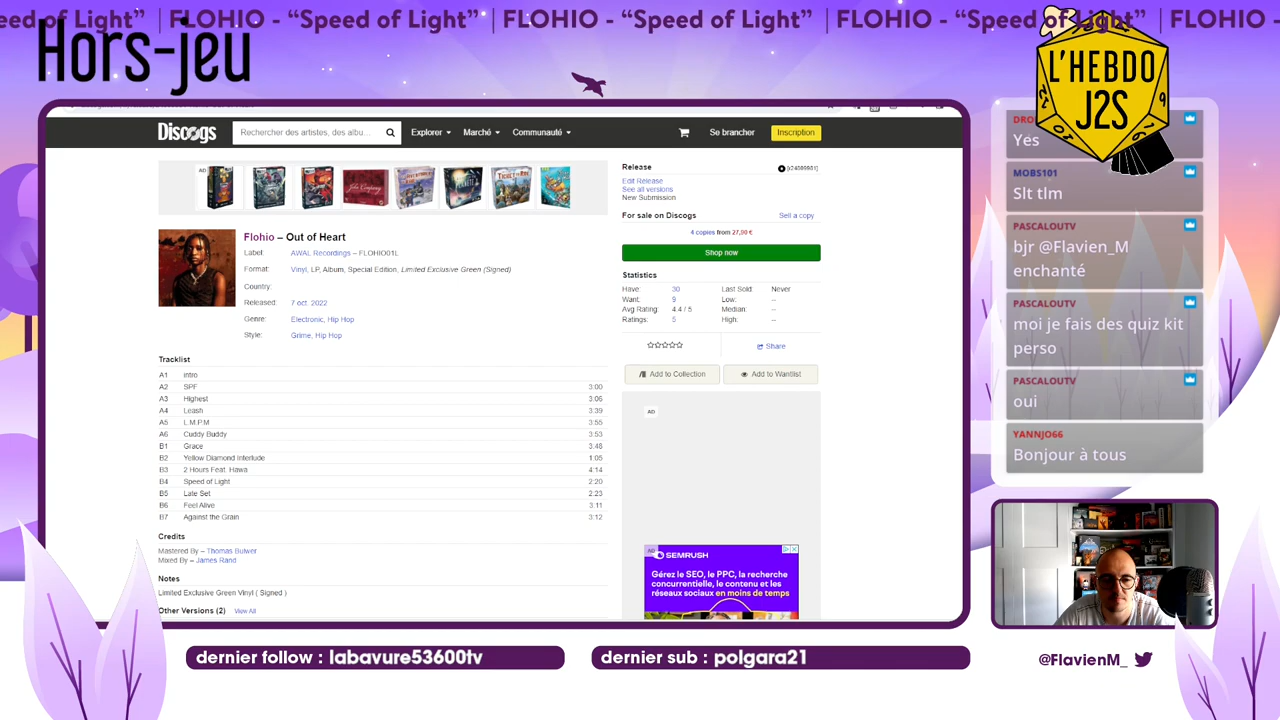 FLOHIO - “Speed of Light” | FLOHIO - “Speed of Light” | FLOHIO - “Speed of Light” | FLOHIO -
Hors-jeu
L'HEBDO
J2S
Discogs
Rechercher des artistes, des albu...
Explorer
Marché
Communauté
Se brancher
Inscription
AD
Flohio – Out of Heart
Label: AWAL Recordings – FLOHIO01L
Format: Vinyl, LP, Album, Special Edition, Limited Exclusive Green (Signed)
Country:
Released: 7 oct. 2022
Genre: Electronic, Hip Hop
Style: Grime, Hip Hop
Tracklist
A1 intro
A2 SPF 3:00
A3 Highest 3:06
A4 Leash 3:39
A5 L.M.P.M 3:55
A6 Cuddy Buddy 3:53
B1 Grace 3:48
B2 Yellow Diamond Interlude 1:05
B3 2 Hours Feat. Hawa 4:14
B4 Speed of Light 2:20
B5 Late Set 2:23
B6 Feel Alive 3:11
B7 Against the Grain 3:12
Credits
Mastered By – Thomas Bulwer
Mixed By – James Rand
Notes
Limited Exclusive Green Vinyl ( Signed )
Other Versions (2) View All
Release
Edit Release
See all versions
New Submission
For sale on Discogs
Sell a copy
4 copies from 27,90 €
Shop now
Statistics
Have: 30
Want: 9
Avg Rating: 4.4 / 5
Ratings: 5
Last Sold: Never
Low: --
Median: --
High: --
Share
Add to Collection
Add to Wantlist
AD
AD
SEMRUSH
Gérez le SEO, le PPC, la recherche
concurrentielle, le contenu et les
réseaux sociaux en moins de temps
Yes
MOBS101
Slt tlm
PASCALOUTV
bjr @Flavien_M
enchanté
PASCALOUTV
moi je fais des quiz kit
perso
PASCALOUTV
oui
YANNJO66
Bonjour à tous
dernier follow : labavure53600tv
dernier sub : polgara21
@FlavienM_